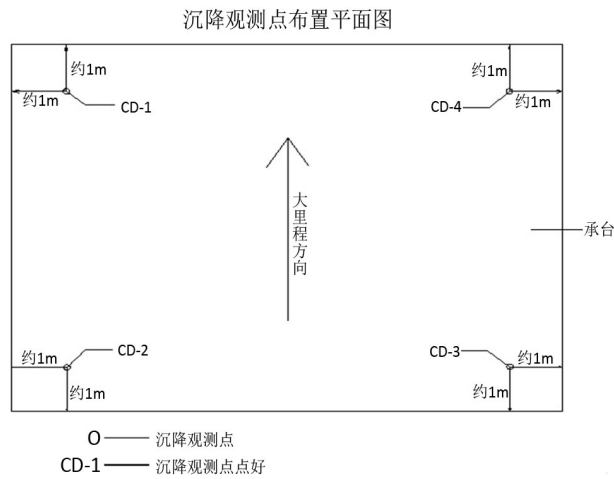 沉降观测点布置平面图
约1m
约1m
约1m
约1m
CD-1
CD-4
大里程方向
承台
CD-2
CD-3
约1m
约1m
约1m
约1m
O 沉降观测点
CD-1 沉降观测点点好